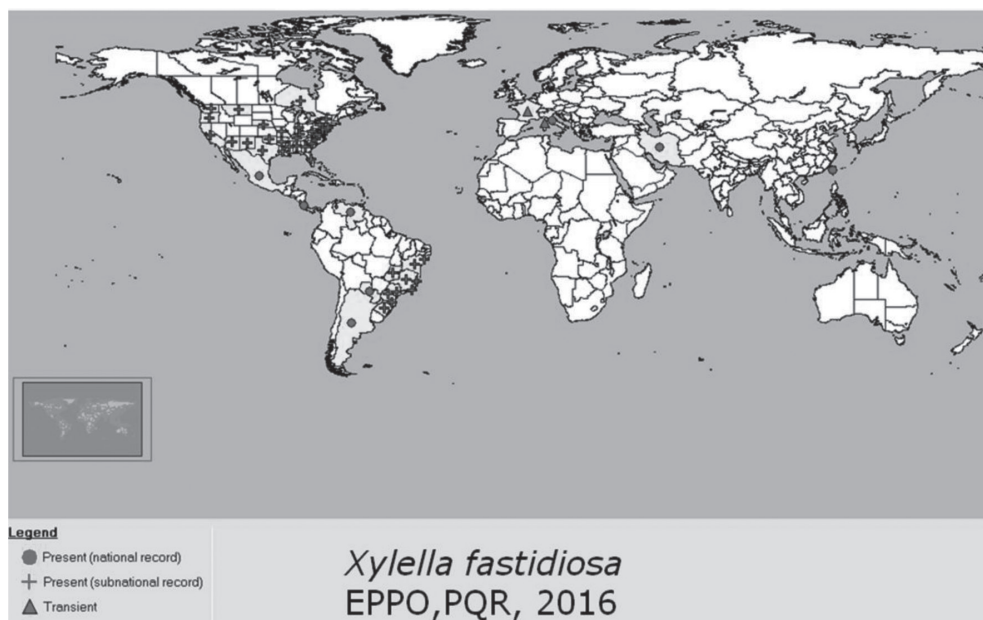 Legend
Present (national record)
Present (subnational record)
Transient
Xylella fastidiosa
EPPO,PQR, 2016